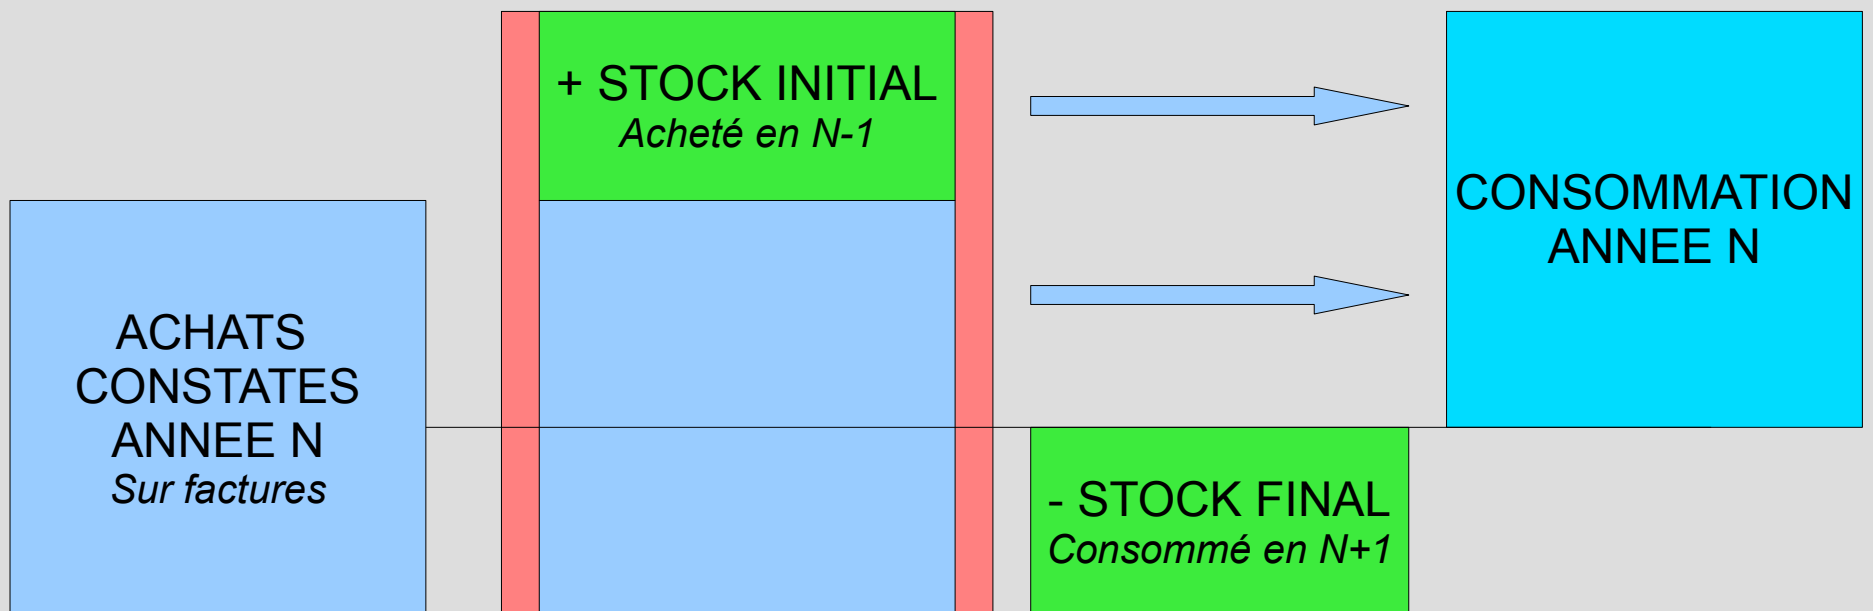 + STOCK INITIAL
Acheté en N-1
CONSOMMATION
ANNEE N
ACHATS
CONSTATES
ANNEE N
Sur factures
- STOCK FINAL
Consommé en N+1